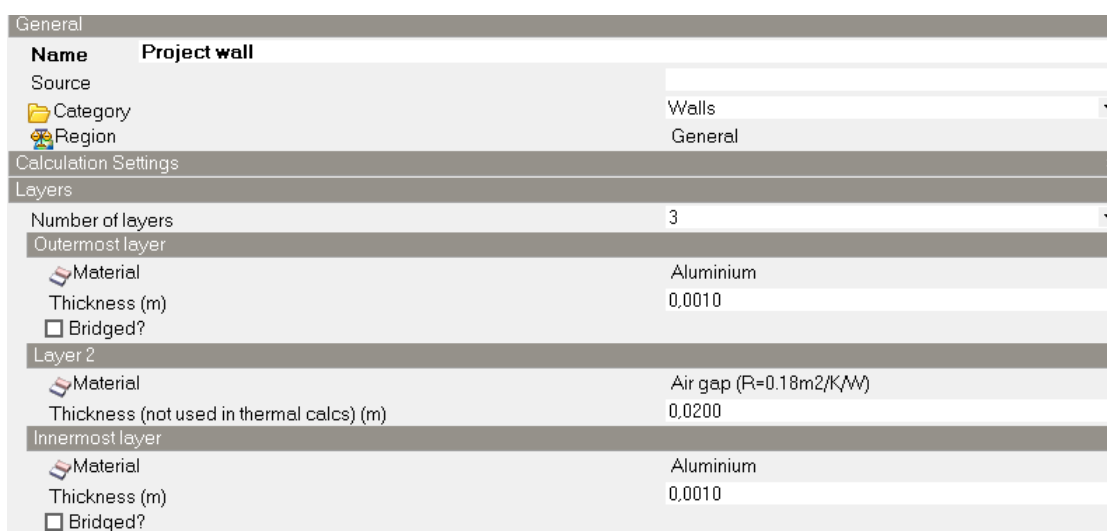 General
Name Project wall
Source
Category Walls
Region General
Calculation Settings
Layers
Number of layers 3
Outermost layer
Material Aluminium
Thickness (m) 0,0010
Bridged?
Layer 2
Material Air gap (R=0.18m2/K/W)
Thickness (not used in thermal calcs) (m) 0,0200
Innermost layer
Material Aluminium
Thickness (m) 0,0010
Bridged?